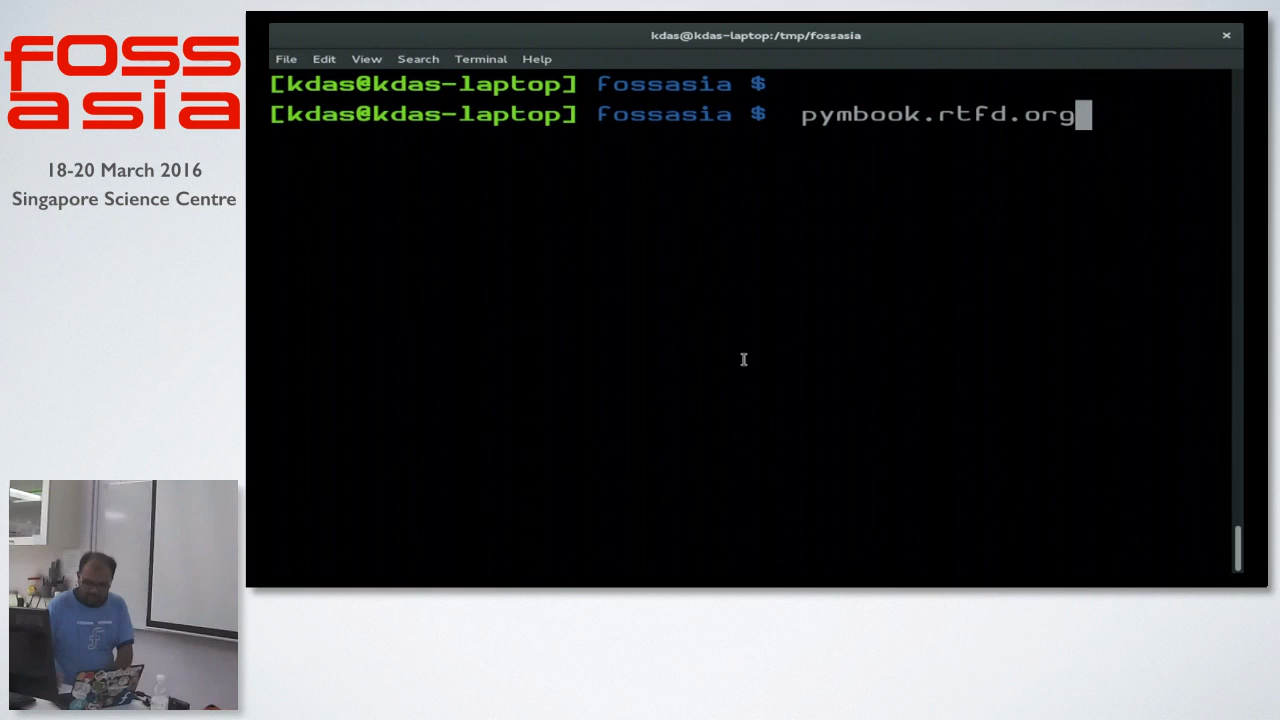 fOSS
asia
18-20 March 2016
Singapore Science Centre
kdas@kdas-laptop:/tmp/fossasia
×
File Edit View Search Terminal Help
[kdas@kdas-laptop] fossasia $
[kdas@kdas-laptop] fossasia $ pymbook.rtfd.org